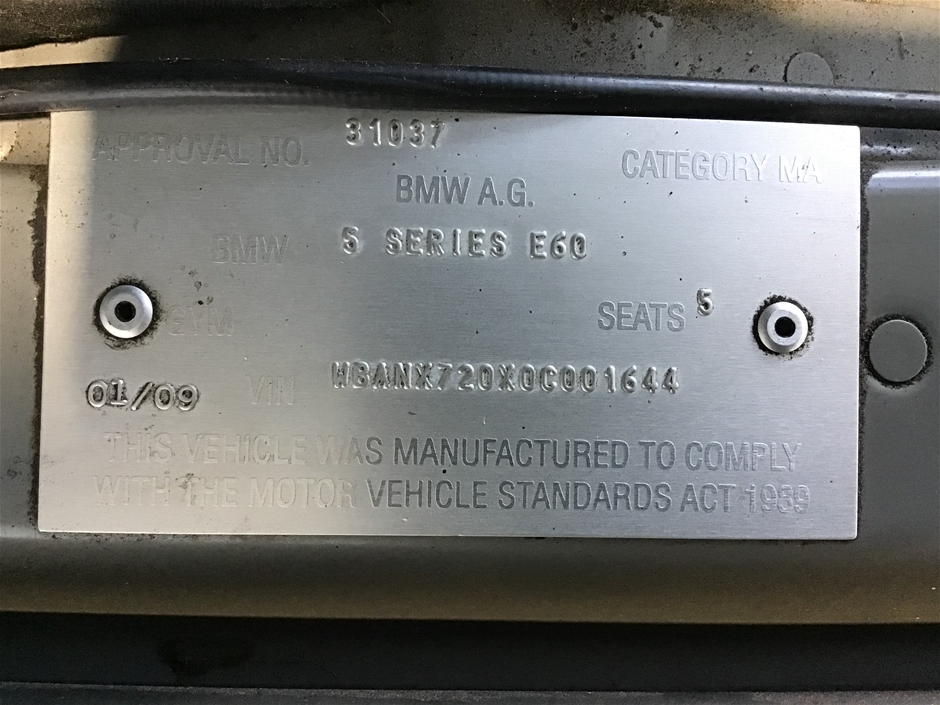 APPROVAL NO. 31037 CATEGORY MA
BMW A.G.
BMW 5 SERIES E60
GVM SEATS 5
01/09 VIN WBANX720X0C001644
THIS VEHICLE WAS MANUFACTURED TO COMPLY
WITH THE MOTOR VEHICLE STANDARDS ACT 1989